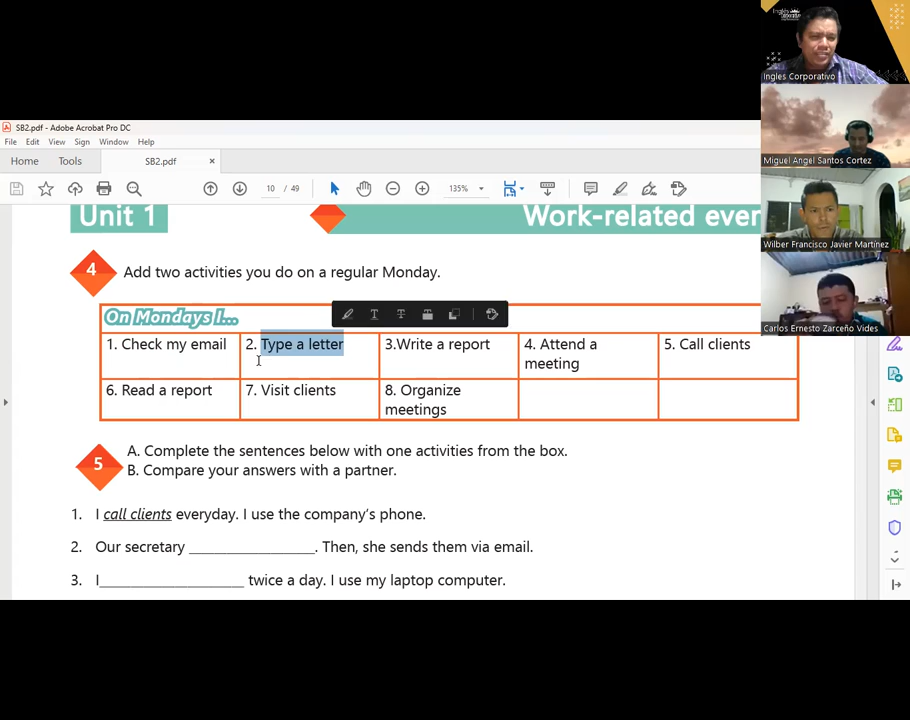 SB2.pdf - Adobe Acrobat Pro DC
File Edit View Sign Window Help
Home Tools SB2.pdf ×
10 / 49 135%
Unit 1 Work-related even
4 Add two activities you do on a regular Monday.
On Mondays I...
1. Check my email 2. Type a letter 3.Write a report 4. Attend a meeting 5. Call clients
6. Read a report 7. Visit clients 8. Organize meetings
5 A. Complete the sentences below with one activities from the box.
B. Compare your answers with a partner.
1. I call clients everyday. I use the company's phone.
2. Our secretary ________________. Then, she sends them via email.
3. I__________________ twice a day. I use my laptop computer.
Ingles Corporativo
Miguel Angel Santos Cortez
Wilber Francisco Javier Martínez
Carlos Ernesto Zarceño Vides